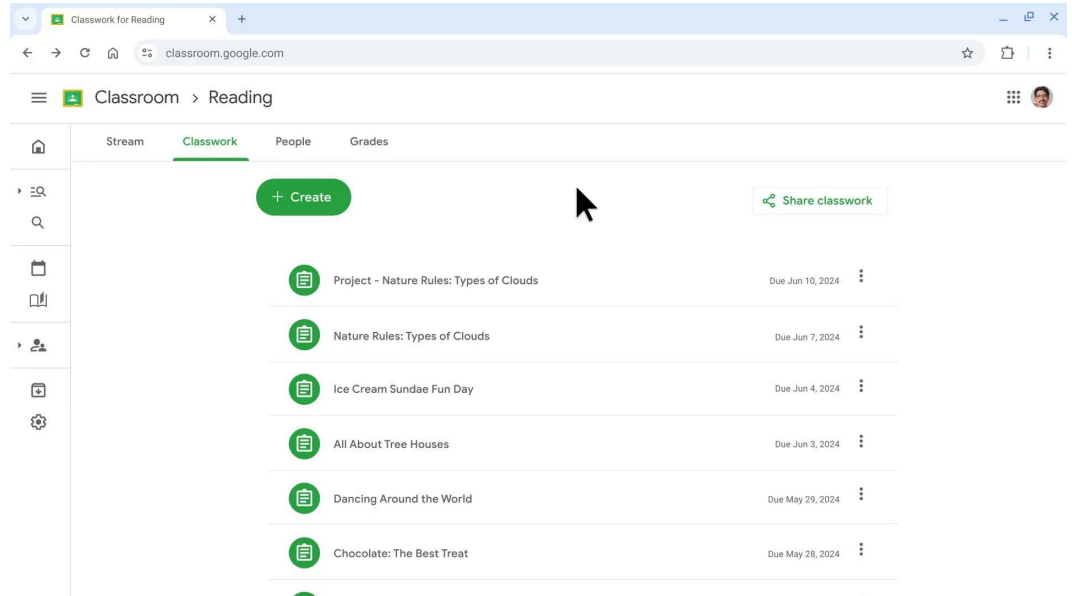 Classwork for Reading
classroom.google.com
Classroom > Reading
Stream Classwork People Grades
+ Create
Share classwork
Project - Nature Rules: Types of Clouds Due Jun 10, 2024
Nature Rules: Types of Clouds Due Jun 7, 2024
Ice Cream Sundae Fun Day Due Jun 4, 2024
All About Tree Houses Due Jun 3, 2024
Dancing Around the World Due May 29, 2024
Chocolate: The Best Treat Due May 28, 2024